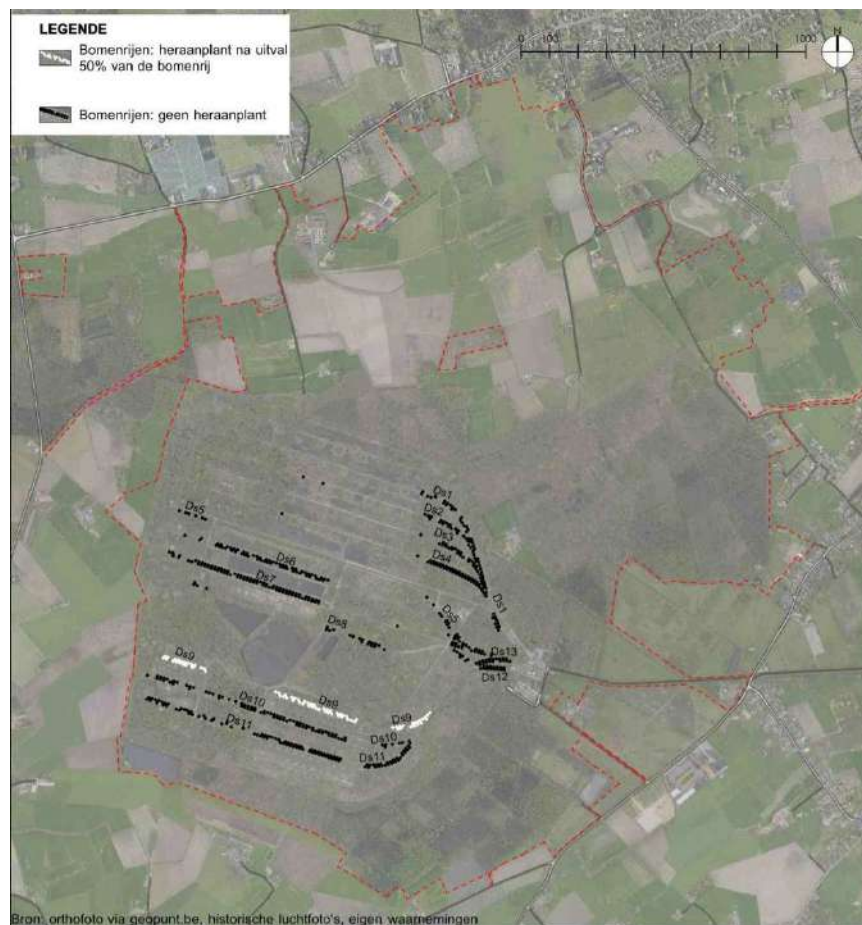 LEGENDE
Bomenrijen: heraanplant na uitval
50% van de bomenrij
Bomenrijen: geen heraanplant
0 100 1000
Ds1
Ds2
Ds3
Ds4
Ds5
Ds6
Ds7
Ds1
Ds5
Ds8
Ds13
Ds12
Ds9
Ds9
Ds9
Ds10
Ds10
Ds11
Ds11
Bron: orthofoto via geopunt.be, historische luchtfoto's, eigen waarnemingen